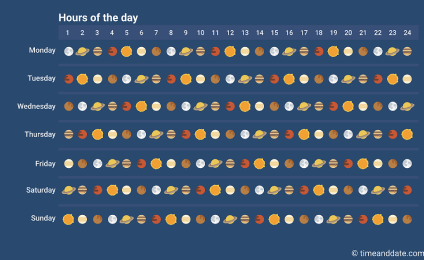 Hours of the day
1 2 3 4 5 6 7 8 9 10 11 12 13 14 15 16 17 18 19 20 21 22 23 24
Monday
Tuesday
Wednesday
Thursday
Friday
Saturday
Sunday
© timeanddate.com